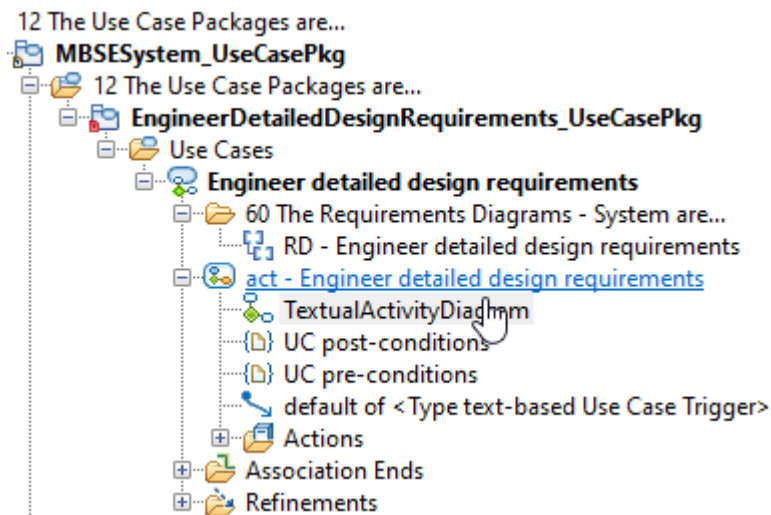 12 The Use Case Packages are...
MBSESystem_UseCasePkg
12 The Use Case Packages are...
EngineerDetailedDesignRequirements_UseCasePkg
Use Cases
Engineer detailed design requirements
60 The Requirements Diagrams - System are...
RD - Engineer detailed design requirements
act - Engineer detailed design requirements
TextualActivityDiagram
UC post-conditions
UC pre-conditions
default of <Type text-based Use Case Trigger>
Actions
Association Ends
Refinements